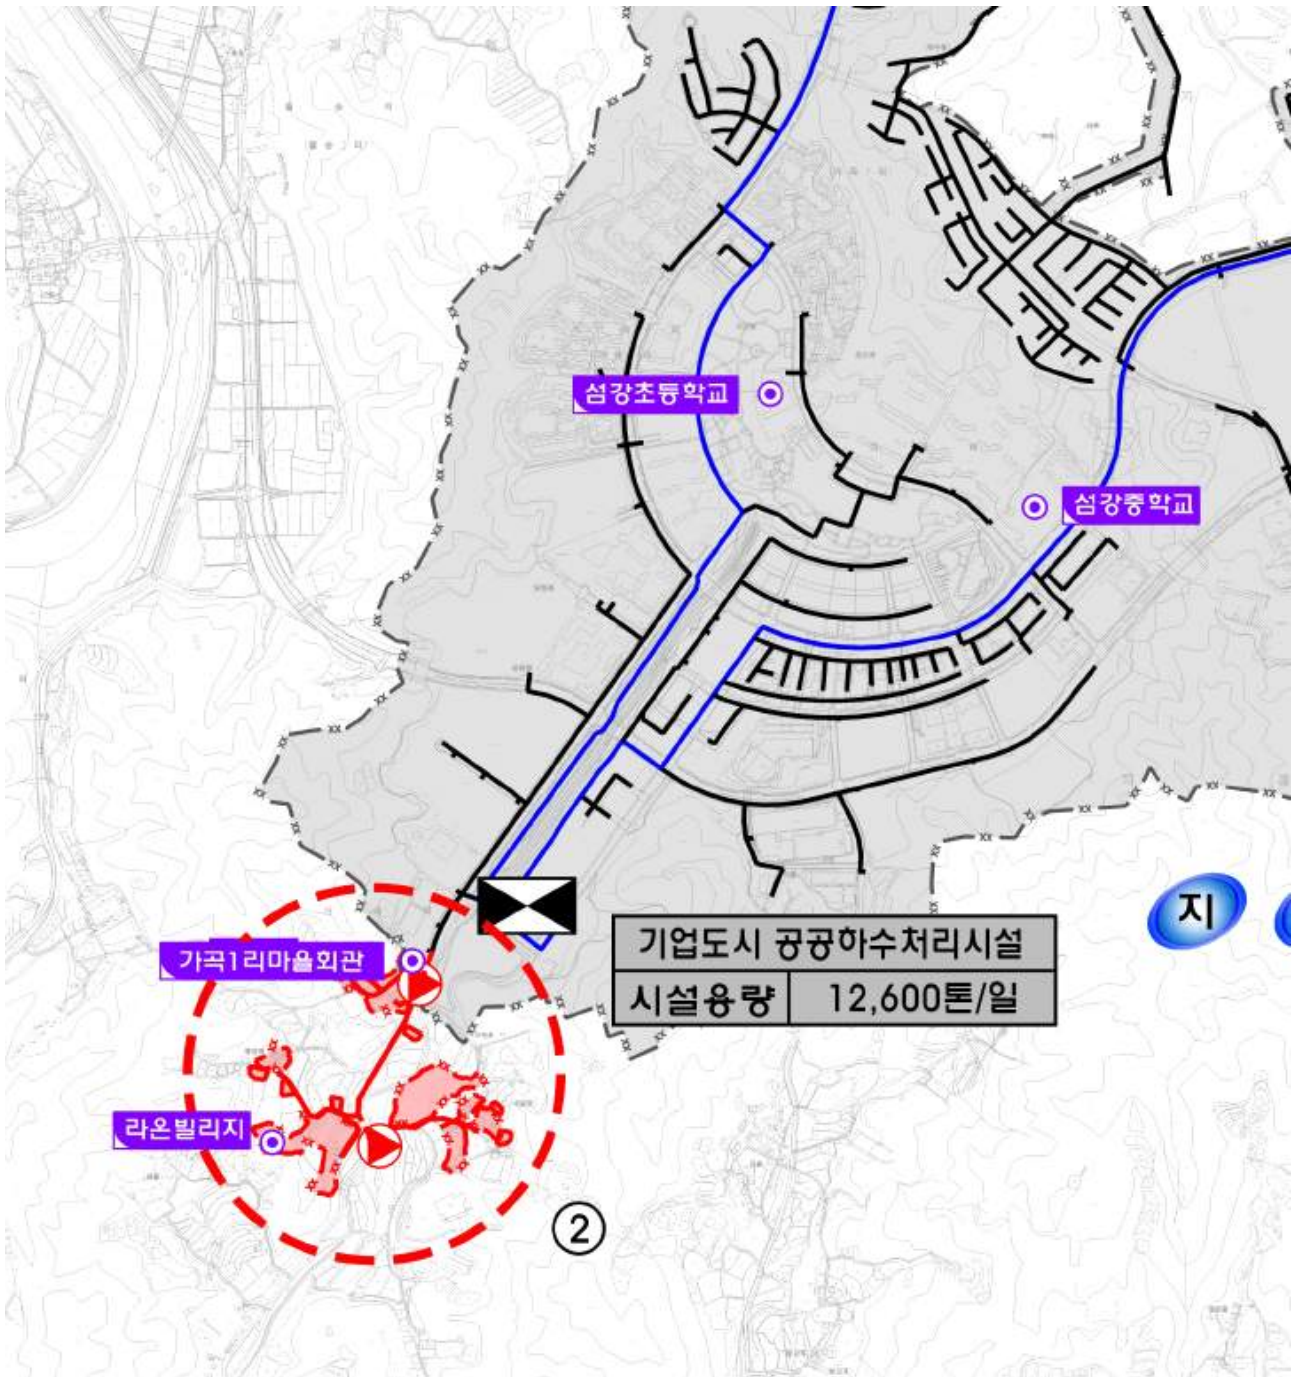 섬강초등학교
섬강중학교
지
기업도시 공공하수처리시설
시설용량 12,600톤/일
가곡1리마을회관
라온빌리지
②